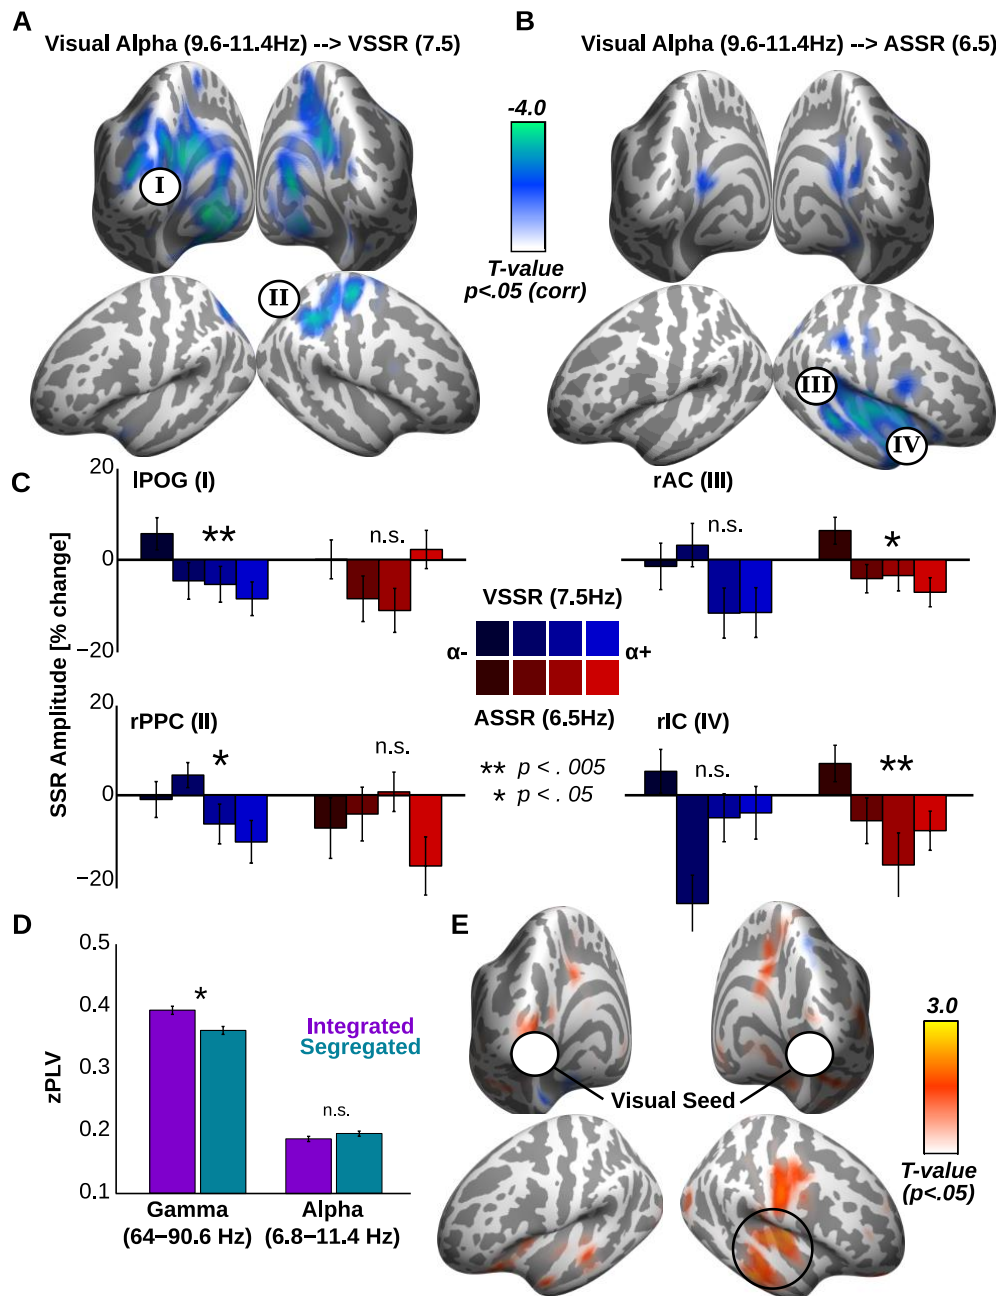 A
B
Visual Alpha (9.6-11.4Hz) --> VSSR (7.5)
Visual Alpha (9.6-11.4Hz) --> ASSR (6.5)
-4.0
T-value
p<.05 (corr)
I
II
III
IV
C
SSR Amplitude [% change]
20
0
−20
lPOG (I)
**
n.s.
rAC (III)
n.s.
*
VSSR (7.5Hz)
α-
α+
ASSR (6.5Hz)
** p < . 005
* p < . 05
20
0
−20
rPPC (II)
*
n.s.
rIC (IV)
n.s.
**
D
zPLV
0.5
0.4
0.3
0.2
0.1
*
Integrated
Segregated
n.s.
Gamma
(64−90.6 Hz)
Alpha
(6.8−11.4 Hz)
E
Visual Seed
3.0
T-value
(p<.05)